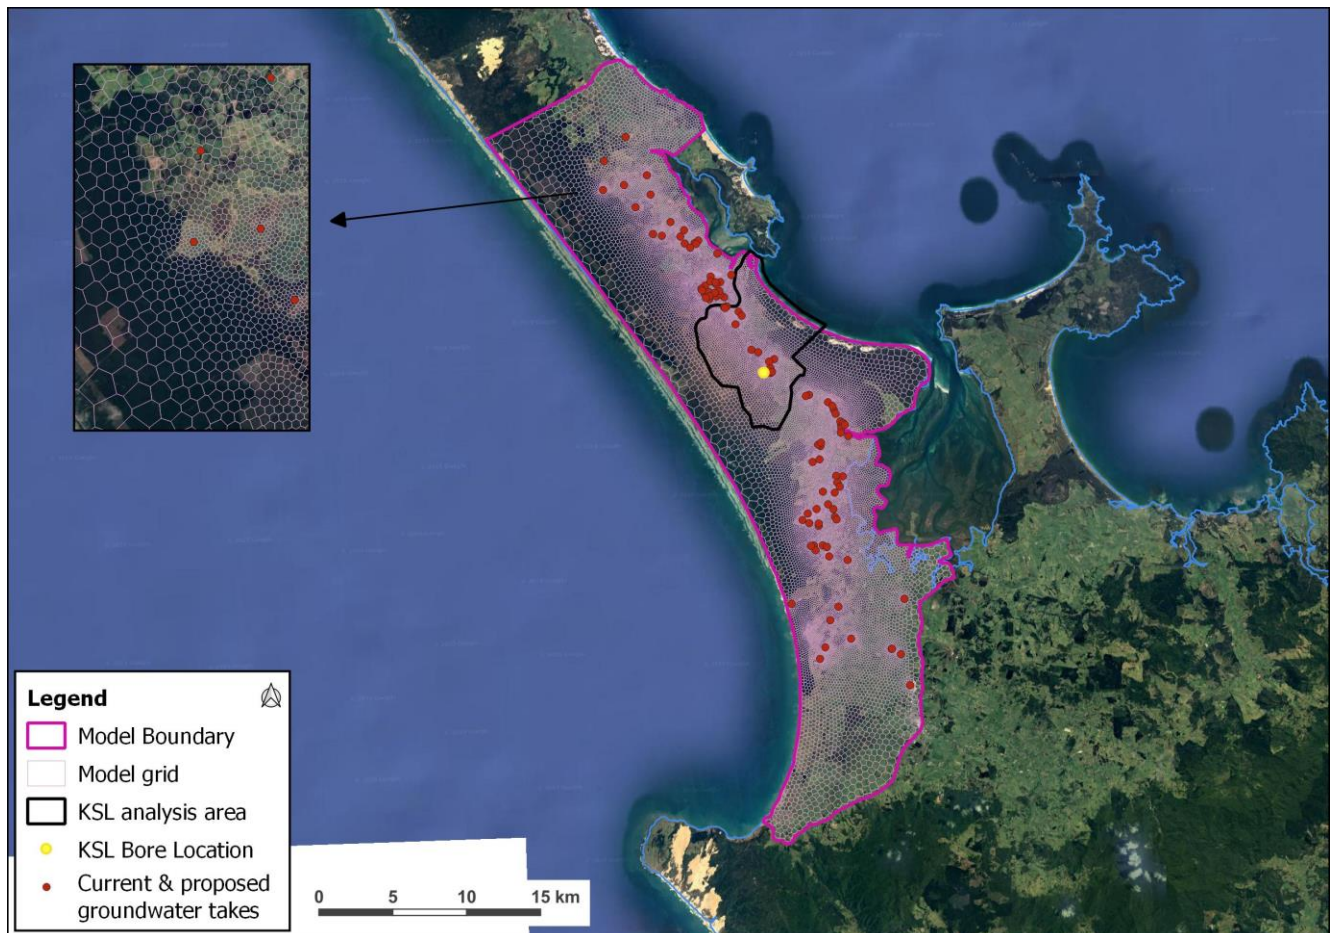 Legend
Model Boundary
Model grid
KSL analysis area
KSL Bore Location
Current & proposed
groundwater takes
0 5 10 15 km